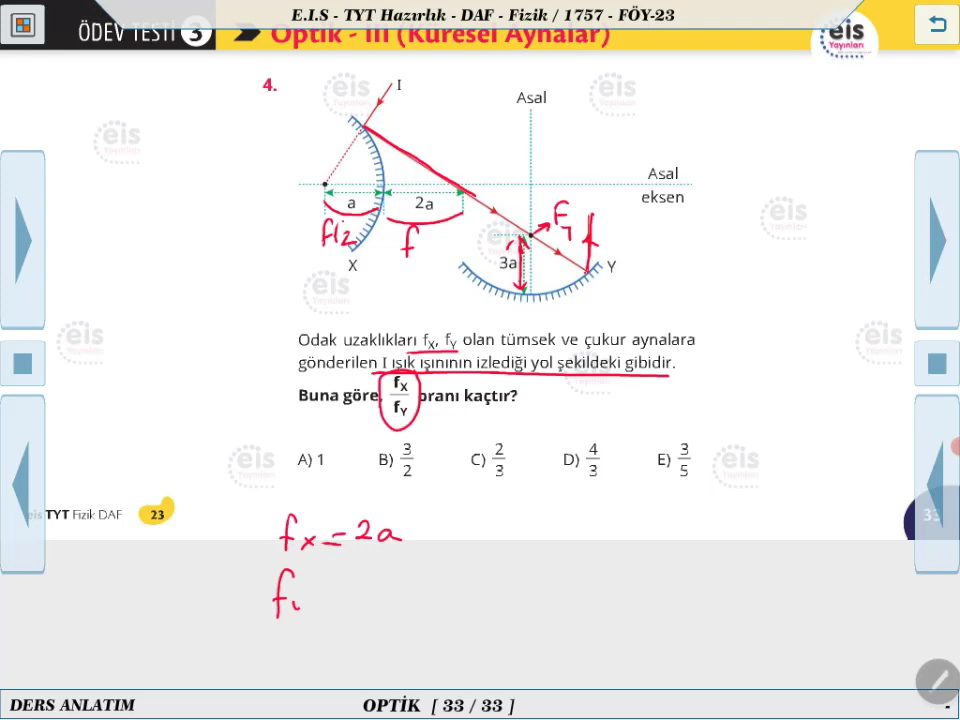 E.I.S - TYT Hazırlık - DAF - Fizik / 1757 - FÖY-23
ÖDEV TESTİ 3
Optik - III (Küresel Aynalar)
eis
Yayınları
4.
I
Asal
Asal
eksen
a
2a
f/2
f
F
Y
f
3a
X
Y
Odak uzaklıkları fX, fY olan tümsek ve çukur aynalara
gönderilen I ışık ışınının izlediği yol şekildeki gibidir.
Buna göre, fX/fY oranı kaçtır?
A) 1 B) 3/2 C) 2/3 D) 4/3 E) 3/5
eis TYT Fizik DAF 23
33
fx = 2a
f
DERS ANLATIM
OPTİK [ 33 / 33 ]
-